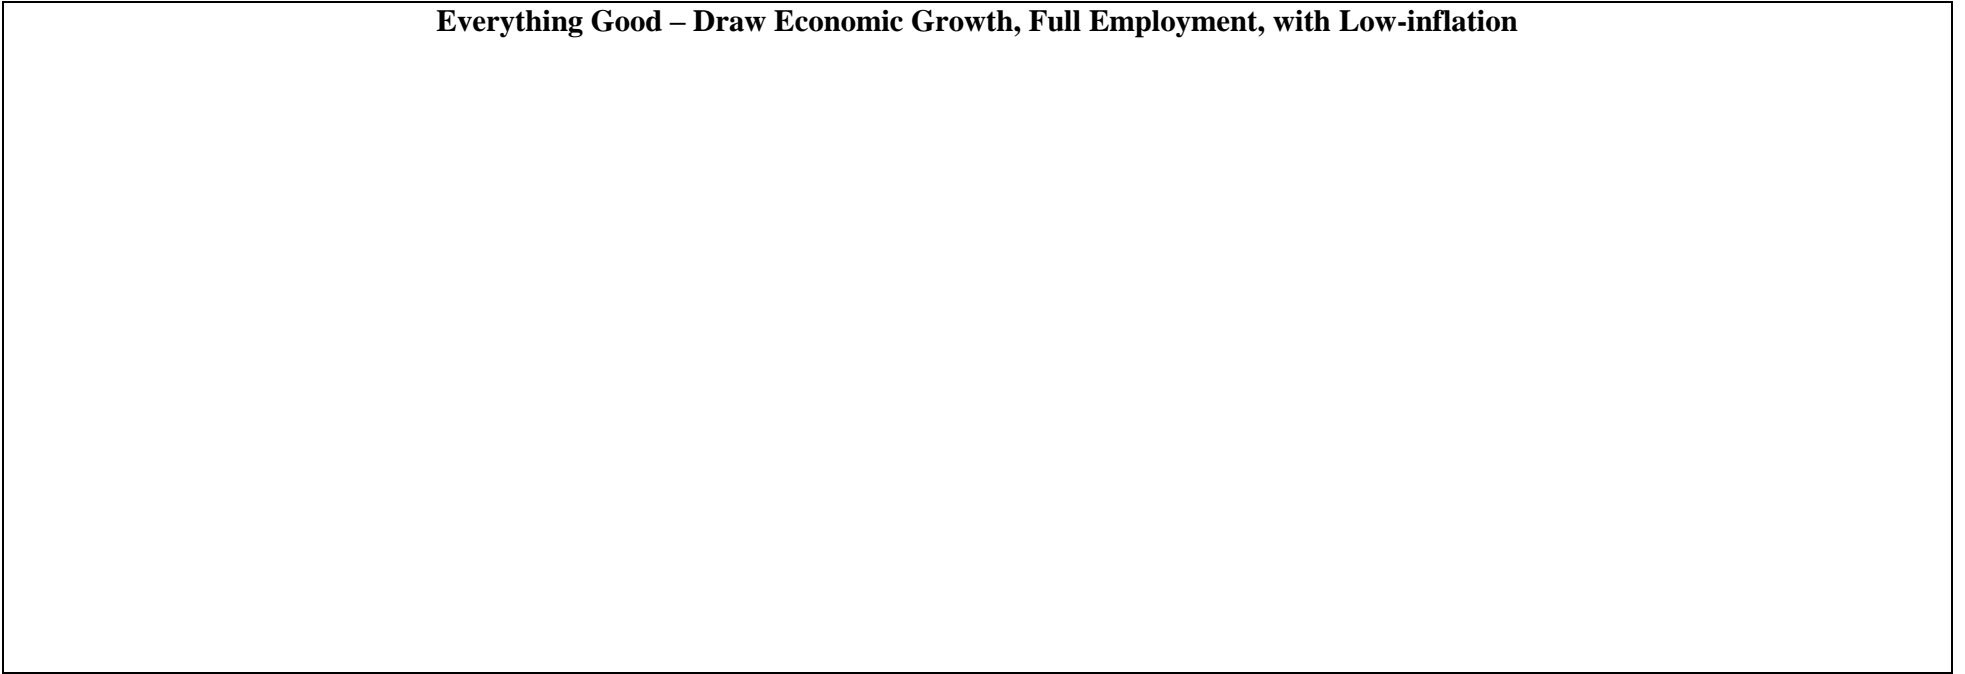 Everything Good – Draw Economic Growth, Full Employment, with Low-inflation